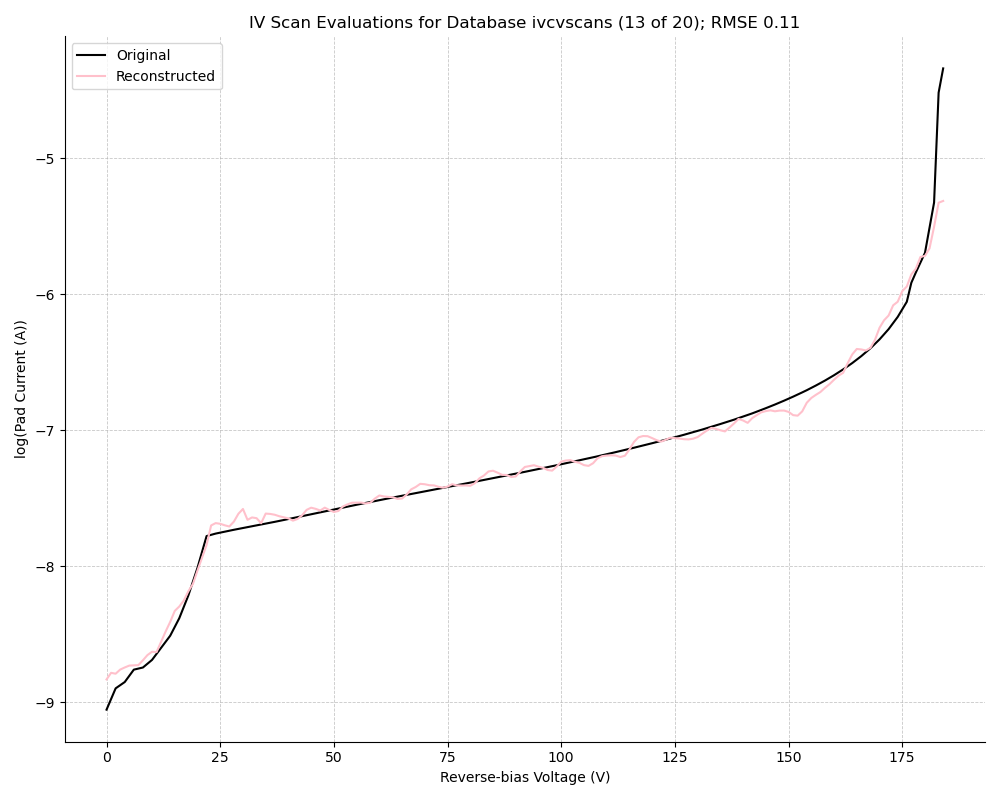 IV Scan Evaluations for Database ivcvscans (13 of 20); RMSE 0.11
Original
Reconstructed
−5
−6
−7
−8
−9
log(Pad Current (A))
0
25
50
75
100
125
150
175
Reverse-bias Voltage (V)